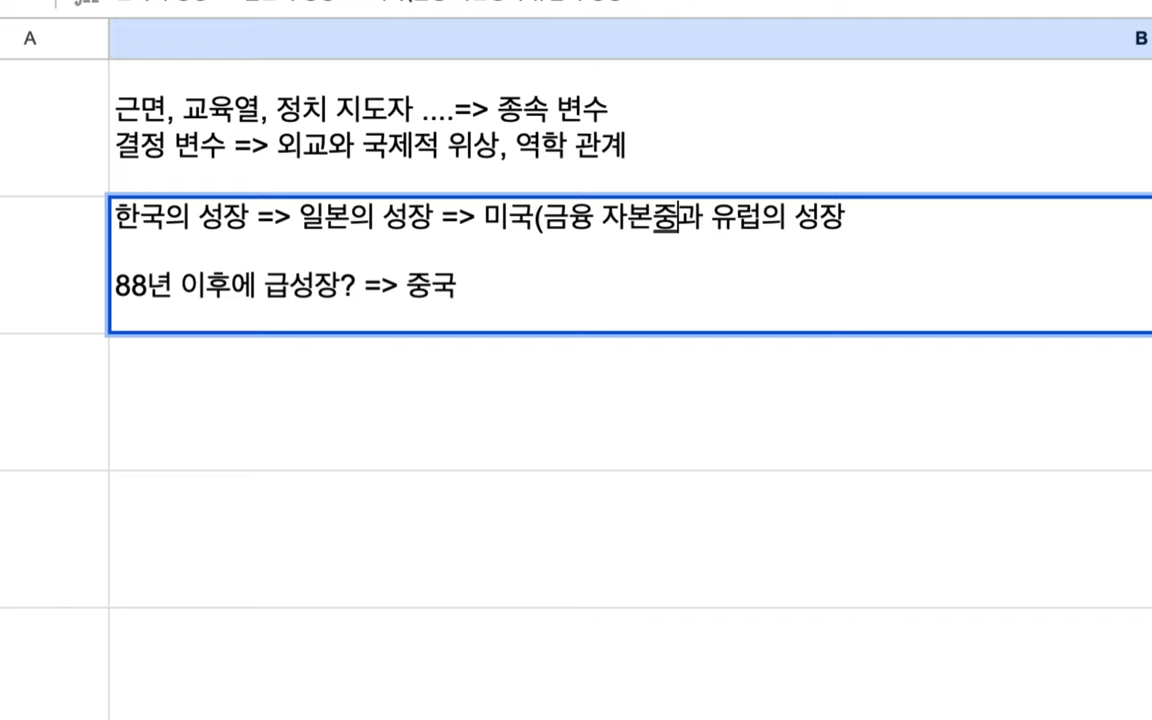 A
B
근면, 교육열, 정치 지도자 ....=> 종속 변수
결정 변수 => 외교와 국제적 위상, 역학 관계
한국의 성장 => 일본의 성장 => 미국(금융 자본중과 유럽의 성장
88년 이후에 급성장? => 중국